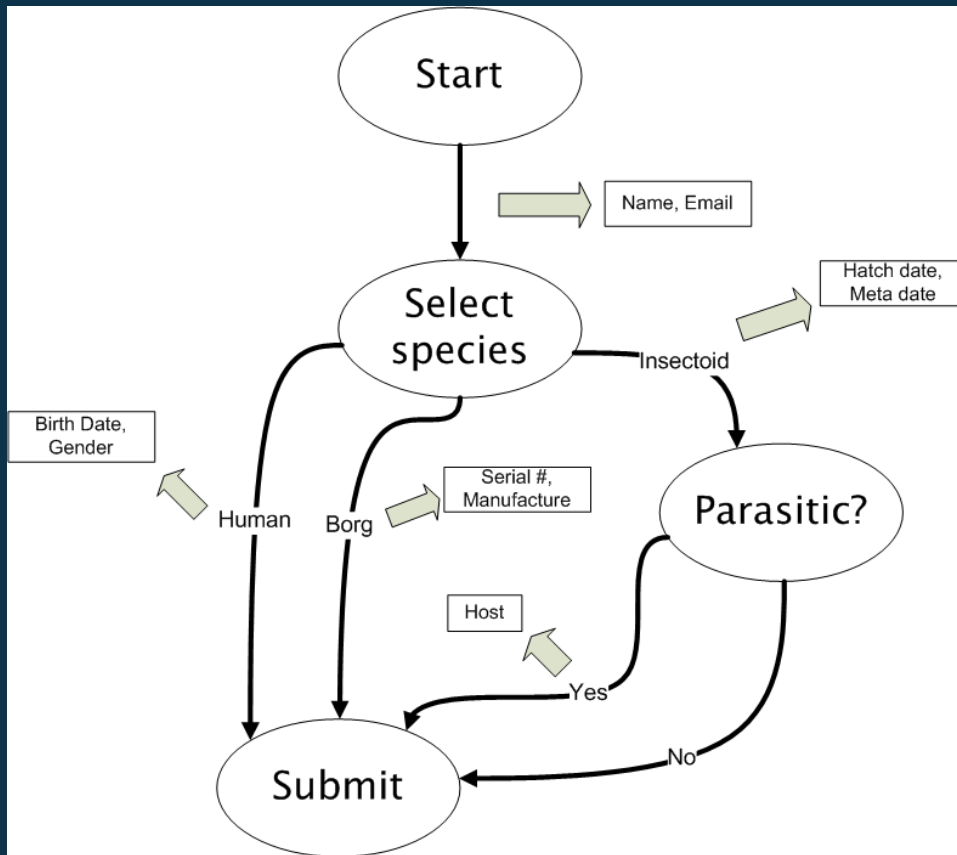 Start
Name, Email
Select
species
Hatch date,
Meta date
Insectoid
Birth Date,
Gender
Serial #,
Manufacture
Human
Borg
Parasitic?
Host
Yes
No
Submit